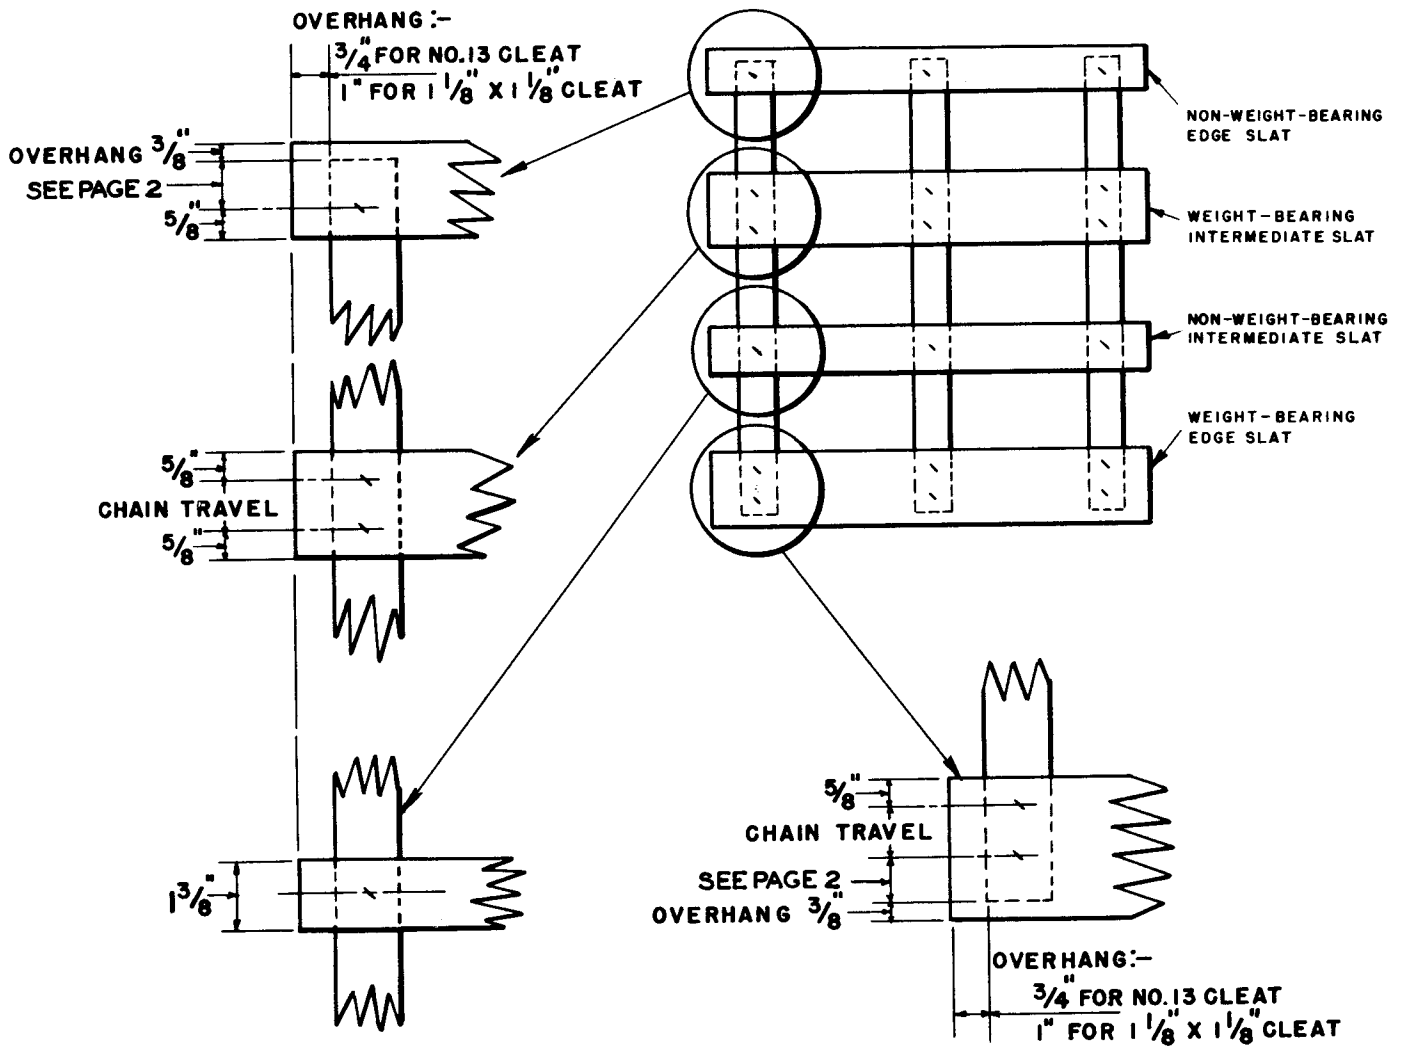 OVERHANG:-
3/4" FOR NO.13 CLEAT
1" FOR 1 1/8" X 1 1/8" CLEAT
OVERHANG 3/8"
SEE PAGE 2
5/8"
NON-WEIGHT-BEARING
EDGE SLAT
WEIGHT-BEARING
INTERMEDIATE SLAT
NON-WEIGHT-BEARING
INTERMEDIATE SLAT
WEIGHT-BEARING
EDGE SLAT
5/8"
CHAIN TRAVEL
5/8"
1 3/8"
5/8"
CHAIN TRAVEL
SEE PAGE 2
OVERHANG 3/8"
OVERHANG:-
3/4" FOR NO.13 CLEAT
1" FOR 1 1/8" X 1 1/8" CLEAT